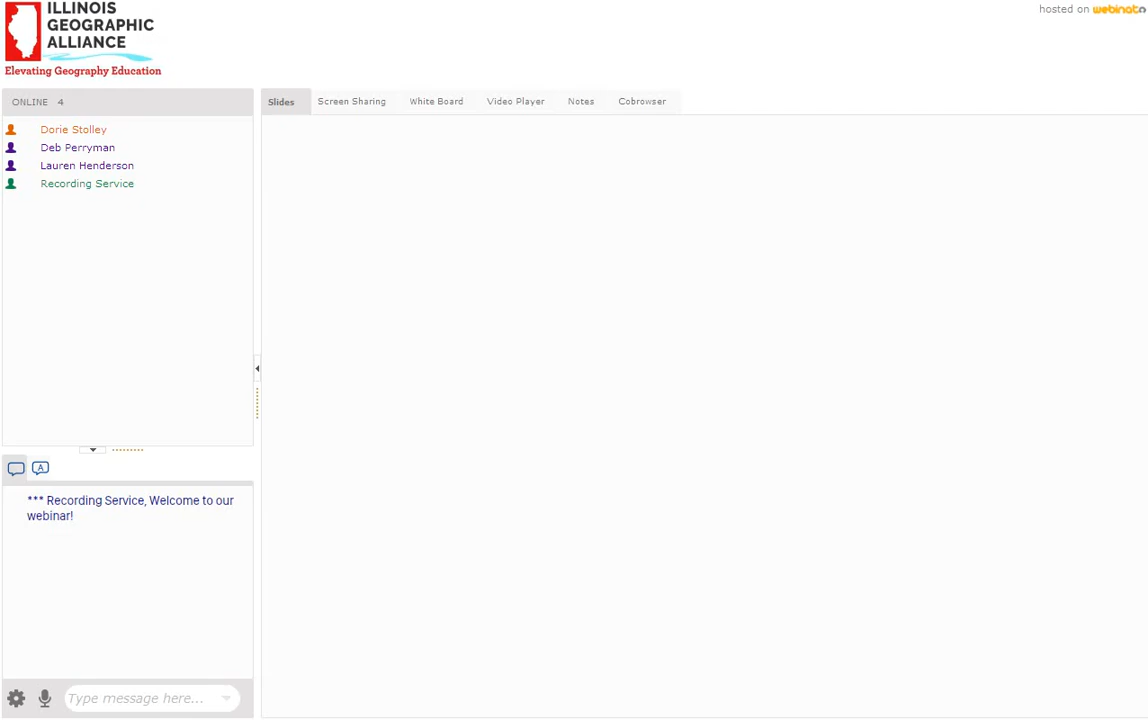 ILLINOIS
GEOGRAPHIC
ALLIANCE
Elevating Geography Education
hosted on webinato
ONLINE 4
Dorie Stolley
Deb Perryman
Lauren Henderson
Recording Service
Slides Screen Sharing White Board Video Player Notes Cobrowser
A
*** Recording Service, Welcome to our
webinar!
Type message here...